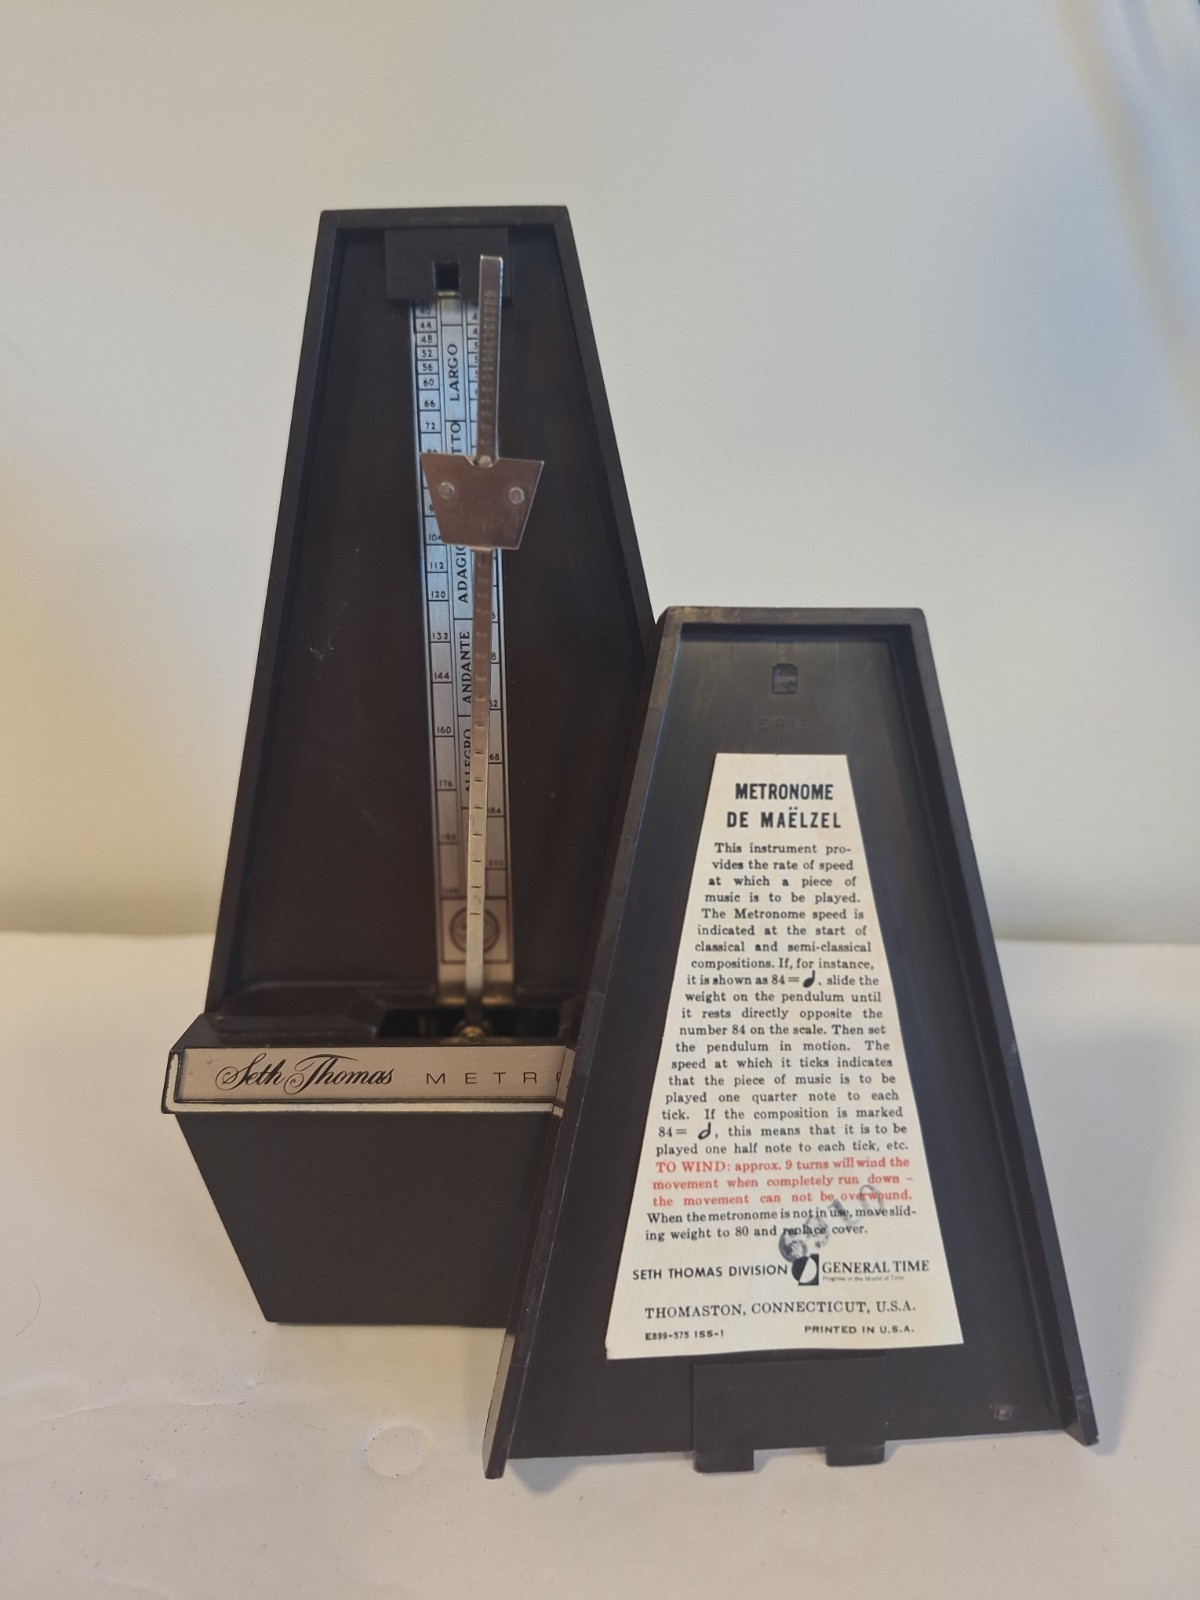 44
48
52
56
60
66
72
104
112
120
132
144
160
176
LARGO
ADAGIO
ANDANTE
ALLEGRO
Seth Thomas METRO
METRONOME
DE MAËLZEL
This instrument pro-
vides the rate of speed
at which a piece of
music is to be played.
The Metronome speed is
indicated at the start of
classical and semi-classical
compositions. If, for instance,
it is shown as 84 = ♩, slide the
weight on the pendulum until
it rests directly opposite the
number 84 on the scale. Then set
the pendulum in motion. The
speed at which it ticks indicates
that the piece of music is to be
played one quarter note to each
tick. If the composition is marked
84 = 𝅗𝅥, this means that it is to be
played one half note to each tick, etc.
TO WIND: approx. 9 turns will wind the
movement when completely run down –
the movement can not be overwound.
When the metronome is not in use, move slid-
ing weight to 80 and replace cover.
SETH THOMAS DIVISION GENERAL TIME
Progress in the World of Time
THOMASTON, CONNECTICUT, U.S.A.
E899-575 ISS-1 PRINTED IN U.S.A.